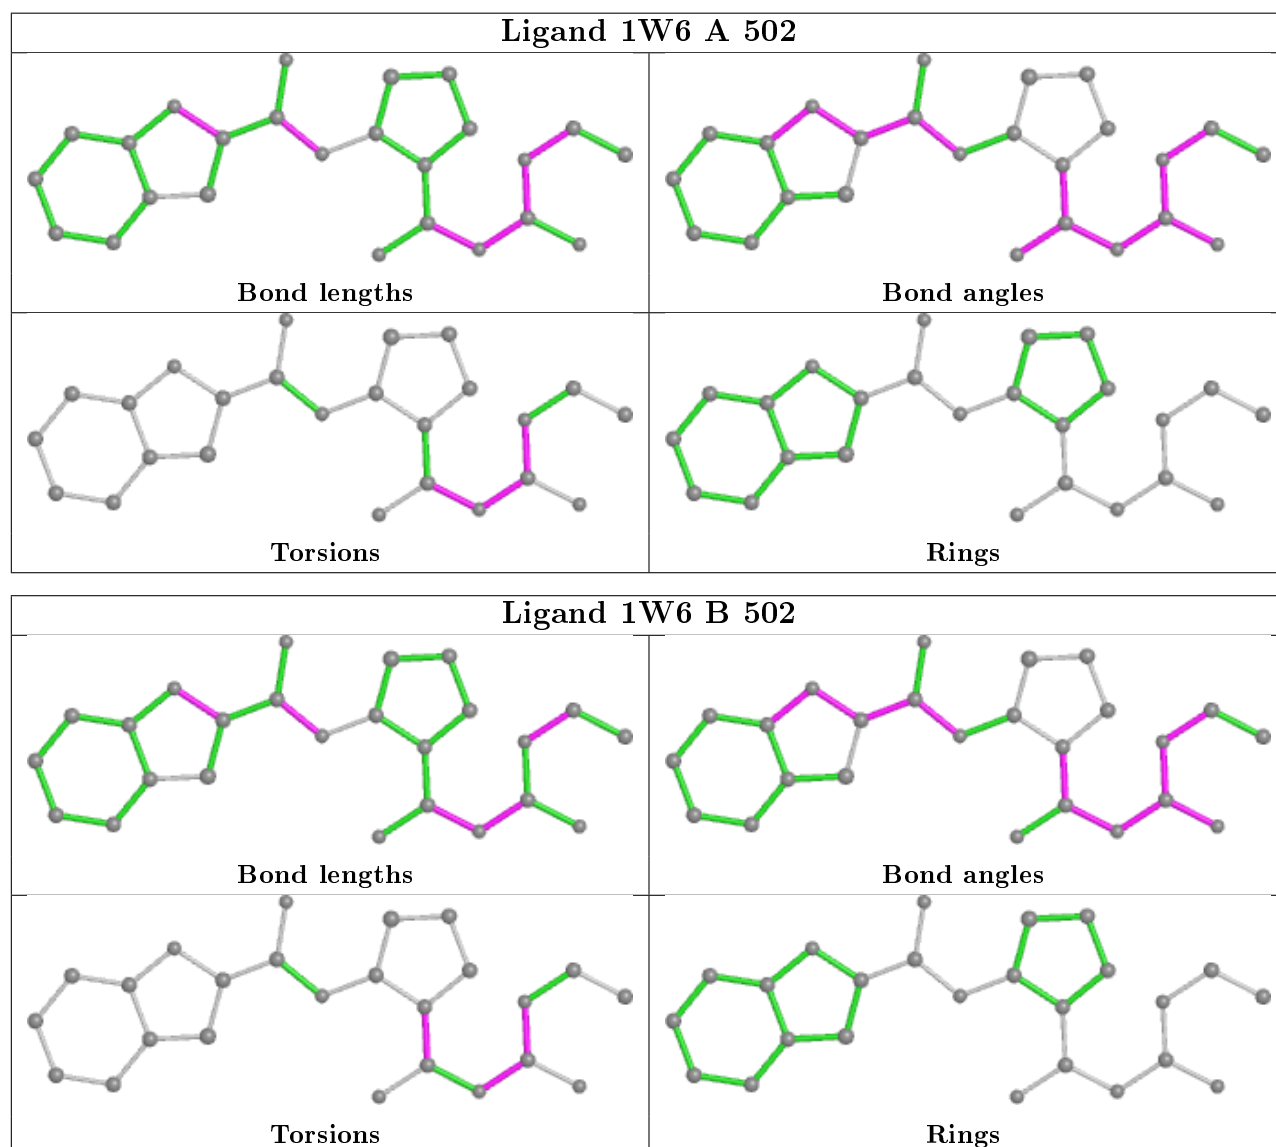 Ligand 1W6 A 502
Bond lengths
Bond angles
Torsions
Rings
Ligand 1W6 B 502
Bond lengths
Bond angles
Torsions
Rings